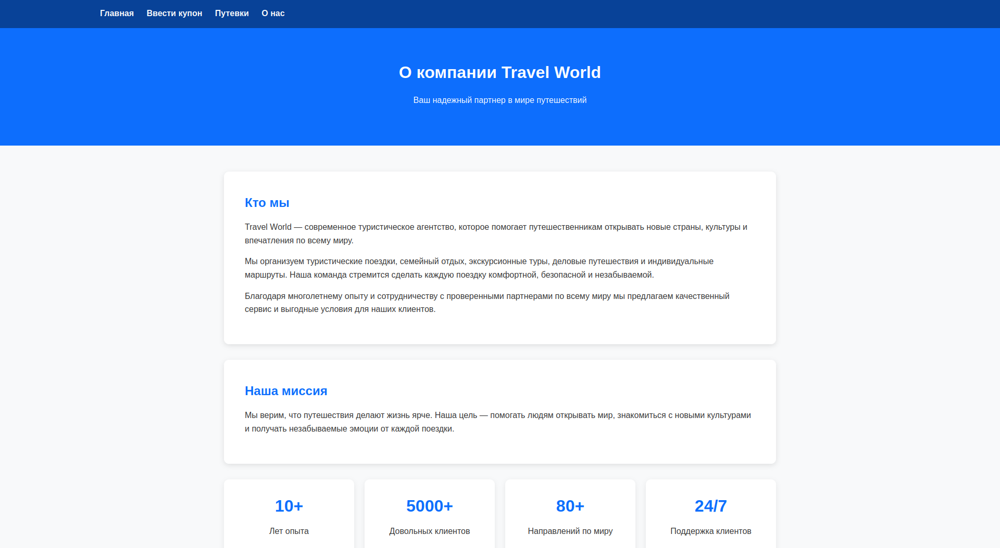 Главная Ввести купон Путевки О нас
О компании Travel World
Ваш надежный партнер в мире путешествий
Кто мы
Travel World — современное туристическое агентство, которое помогает путешественникам открывать новые страны, культуры и
впечатления по всему миру.
Мы организуем туристические поездки, семейный отдых, экскурсионные туры, деловые путешествия и индивидуальные
маршруты. Наша команда стремится сделать каждую поездку комфортной, безопасной и незабываемой.
Благодаря многолетнему опыту и сотрудничеству с проверенными партнерами по всему миру мы предлагаем качественный
сервис и выгодные условия для наших клиентов.
Наша миссия
Мы верим, что путешествия делают жизнь ярче. Наша цель — помогать людям открывать мир, знакомиться с новыми культурами
и получать незабываемые эмоции от каждой поездки.
10+ 5000+ 80+ 24/7
Лет опыта Довольных клиентов Направлений по миру Поддержка клиентов